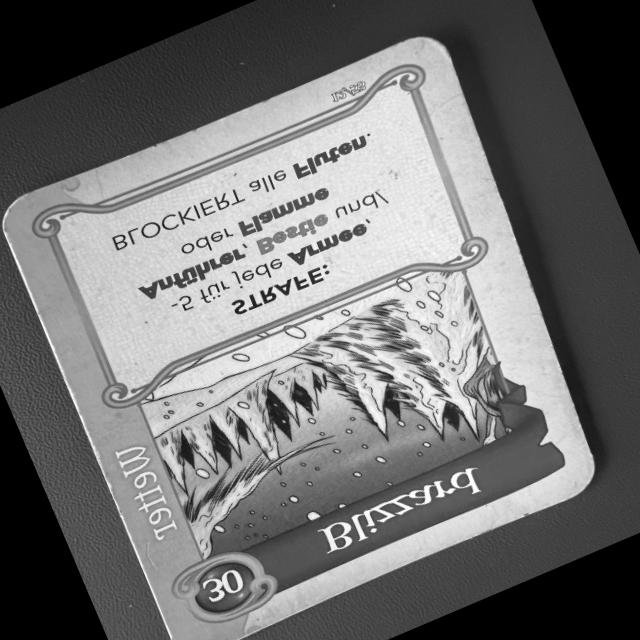 30
Blizzard
Wetter
STRAFE:
-5 für jede Armee,
Anführer, Bestie und/
oder Flamme
BLOCKIERT alle Fluten.